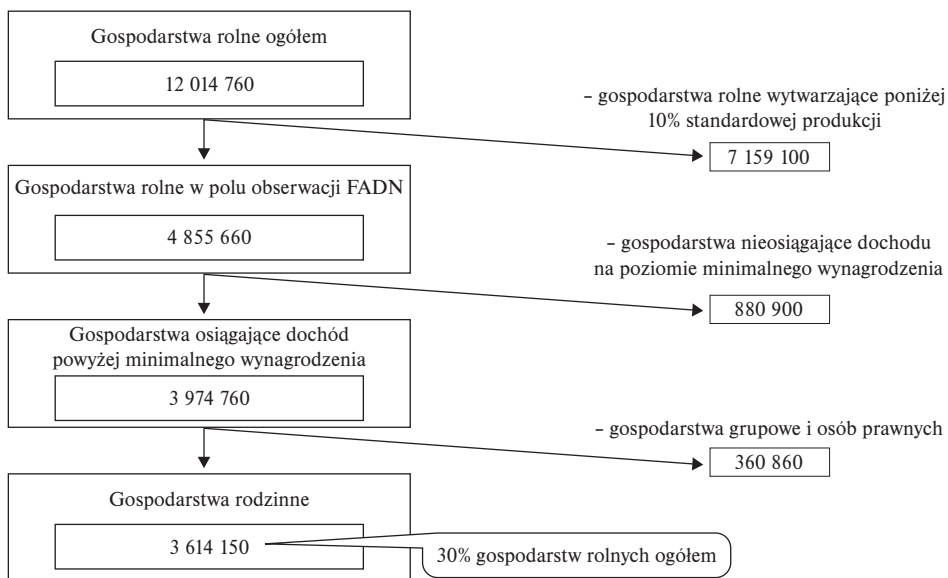 Gospodarstwa rolne ogółem
12 014 760
– gospodarstwa rolne wytwarzające poniżej
10% standardowej produkcji
7 159 100
Gospodarstwa rolne w polu obserwacji FADN
4 855 660
– gospodarstwa nieosiągające dochodu
na poziomie minimalnego wynagrodzenia
880 900
Gospodarstwa osiągające dochód
powyżej minimalnego wynagrodzenia
3 974 760
– gospodarstwa grupowe i osób prawnych
360 860
Gospodarstwa rodzinne
3 614 150
30% gospodarstw rolnych ogółem